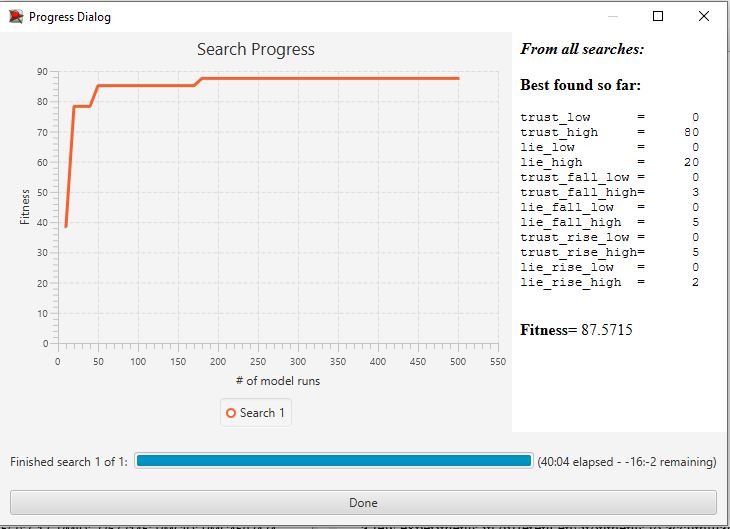 Progress Dialog
Search Progress
90
80
70
60
50
40
30
20
10
0
Fitness
0 50 100 150 200 250 300 350 400 450 500 550
# of model runs
Search 1
From all searches:
Best found so far:
trust_low = 0
trust_high = 80
lie_low = 0
lie_high = 20
trust_fall_low = 0
trust_fall_high= 3
lie_fall_low = 0
lie_fall_high = 5
trust_rise_low = 0
trust_rise_high= 5
lie_rise_low = 0
lie_rise_high = 2
Fitness= 87.5715
Finished search 1 of 1: (40:04 elapsed - -16:-2 remaining)
Done